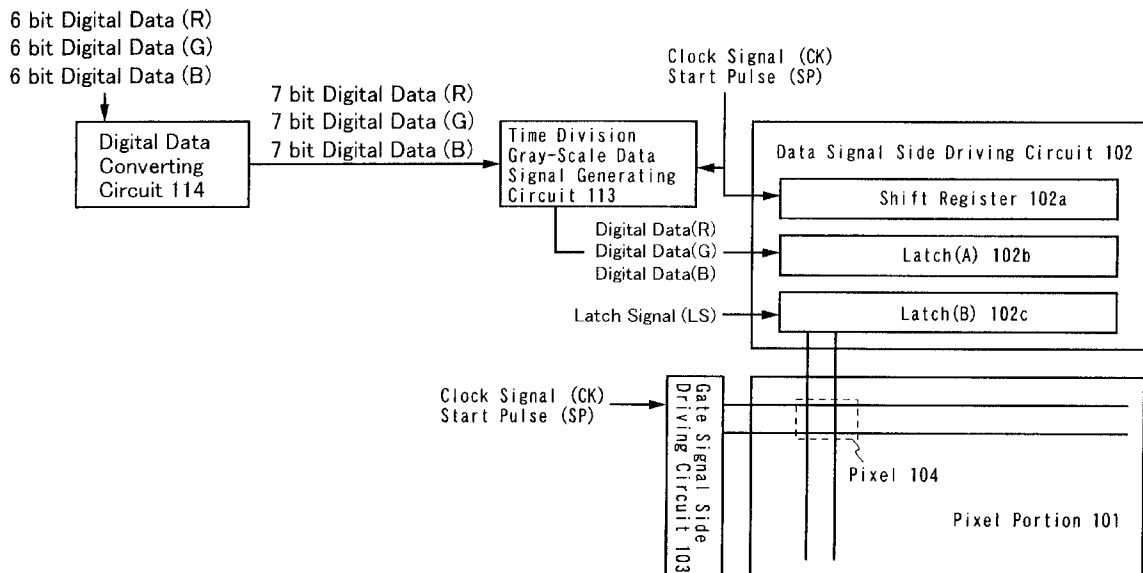 6 bit Digital Data (R)
6 bit Digital Data (G)
6 bit Digital Data (B)
7 bit Digital Data (R)
7 bit Digital Data (G)
7 bit Digital Data (B)
Digital Data
Converting
Circuit 114
Time Division
Gray-Scale Data
Signal Generating
Circuit 113
Clock Signal (CK)
Start Pulse (SP)
Data Signal Side Driving Circuit 102
Shift Register 102a
Digital Data(R)
Digital Data(G)
Digital Data(B)
Latch(A) 102b
Latch Signal (LS)
Latch(B) 102c
Clock Signal (CK)
Start Pulse (SP)
Gate Signal Side
Driving Circuit 103
Pixel 104
Pixel Portion 101